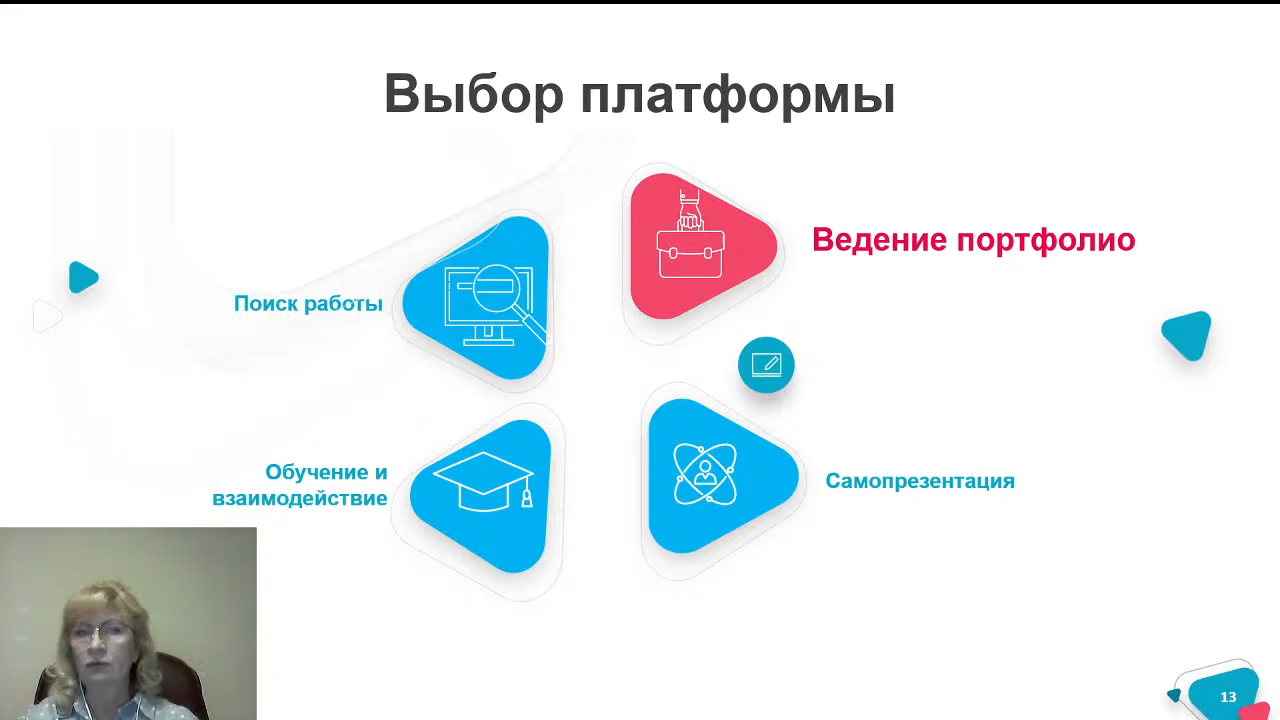 Выбор платформы
Ведение портфолио
Поиск работы
Обучение и
взаимодействие
Самопрезентация
13